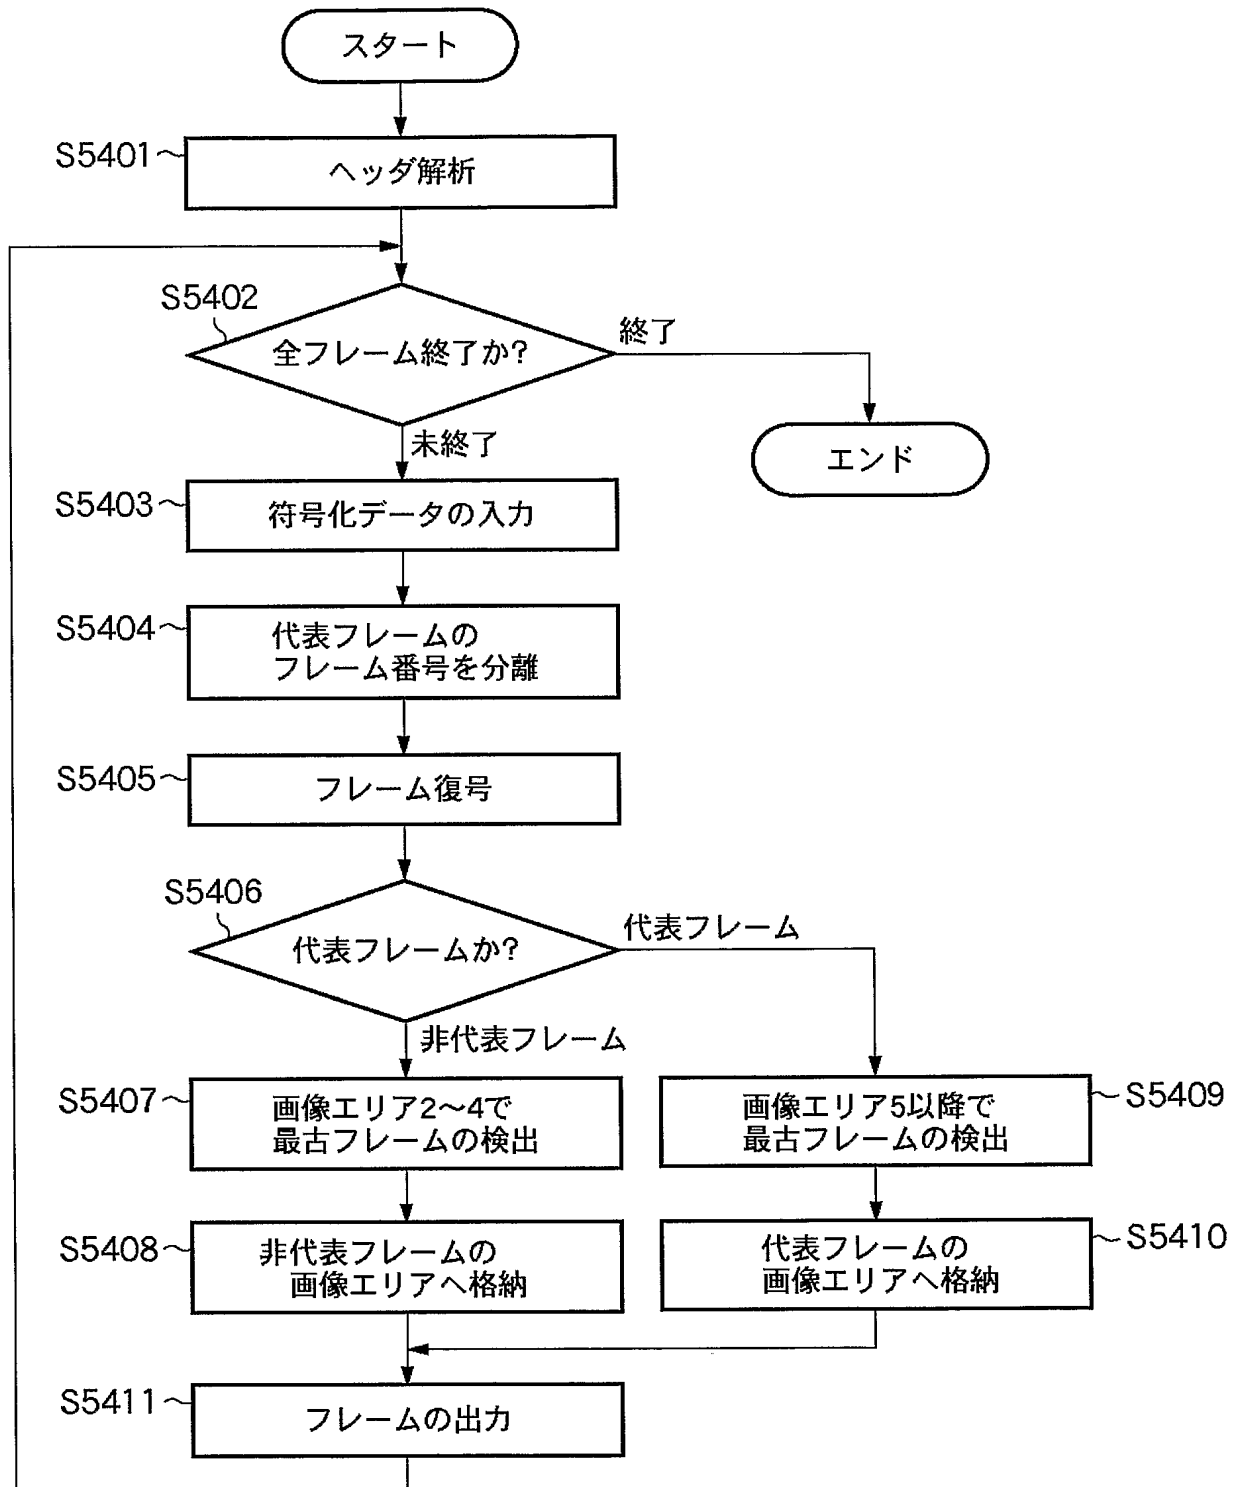 スタート
S5401
ヘッダ解析
S5402
全フレーム終了か?
終了
エンド
未終了
S5403
符号化データの入力
S5404
代表フレームの
フレーム番号を分離
S5405
フレーム復号
S5406
代表フレームか?
代表フレーム
非代表フレーム
S5407
画像エリア2〜4で
最古フレームの検出
画像エリア5以降で
最古フレームの検出
S5409
S5408
非代表フレームの
画像エリアへ格納
代表フレームの
画像エリアへ格納
S5410
S5411
フレームの出力